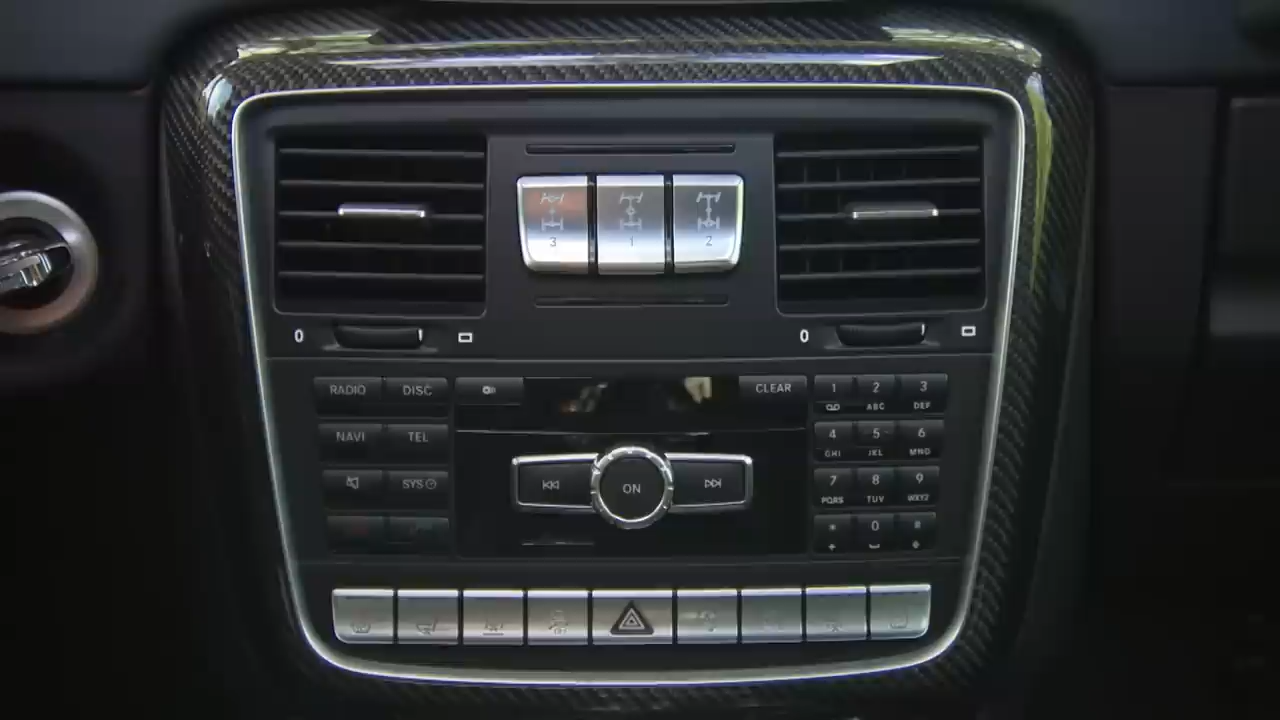 3 1 2
0 0
RADIO DISC CLEAR 1 2 3
ABC DEF
NAVI TEL 4 5 6
GHI JKL MNO
SYS ON 7 8 9
PQRS TUV WXYZ
* 0 #
+
OFF